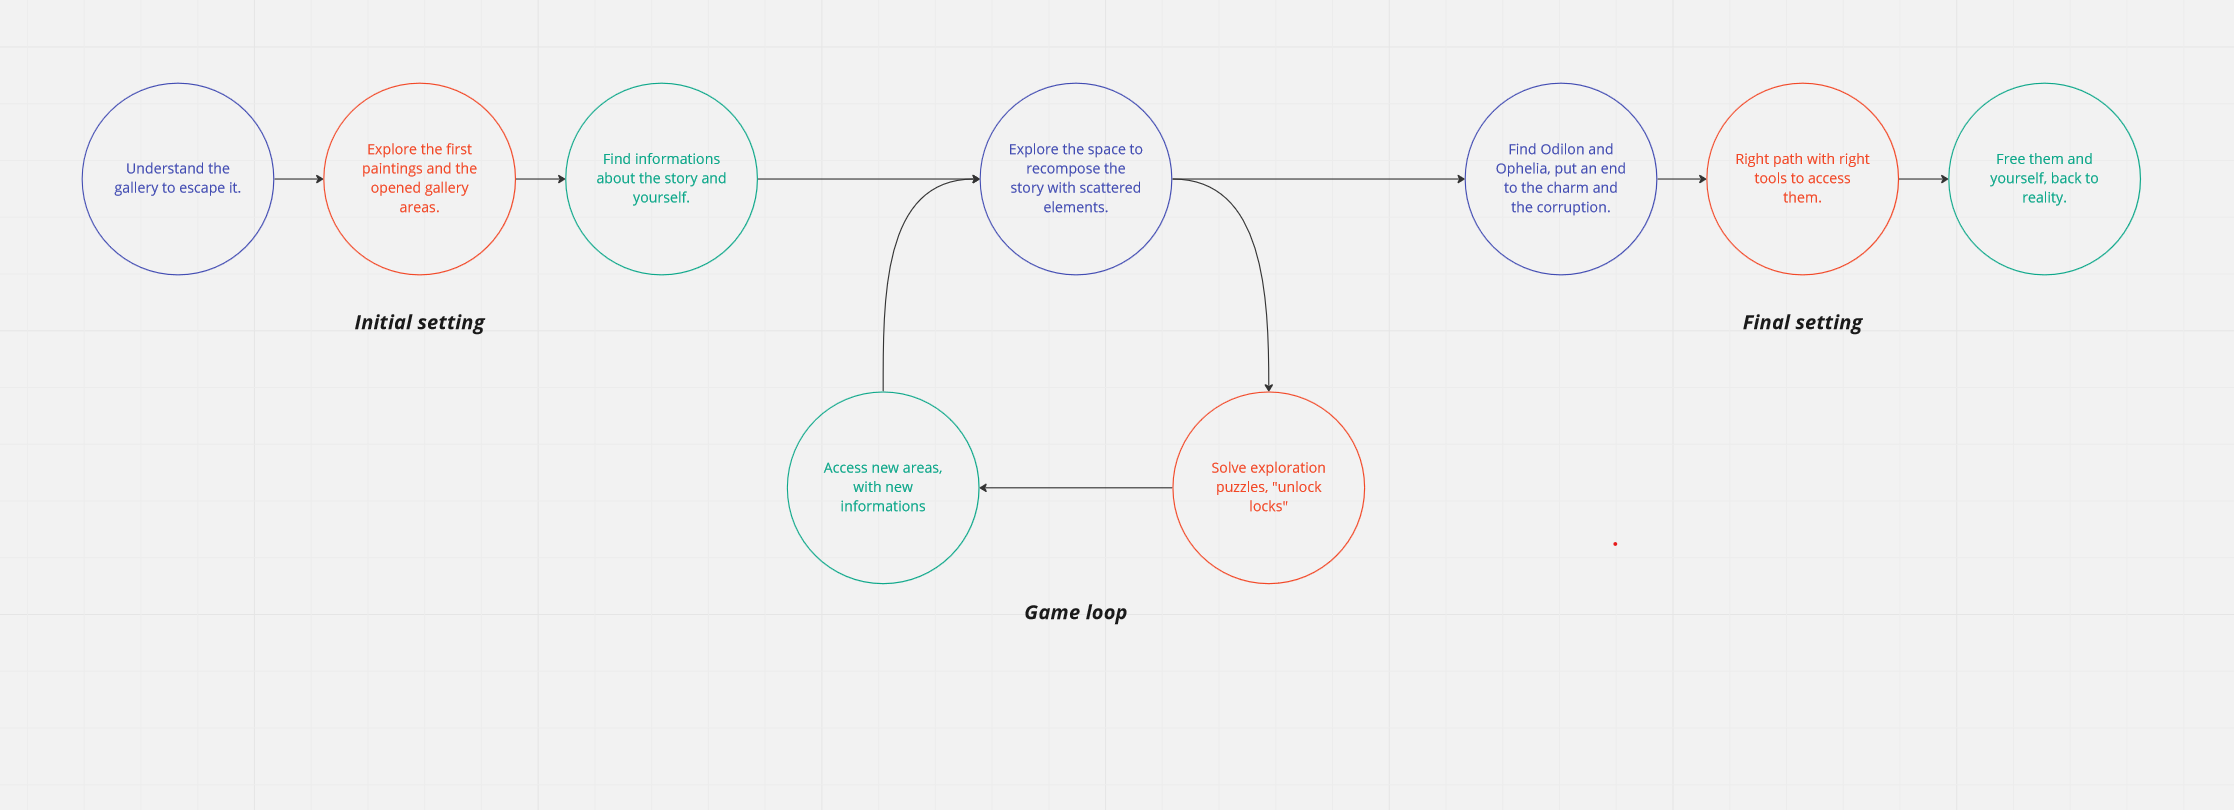 Understand the
gallery to escape it.
Explore the first
paintings and the
opened gallery
areas.
Find informations
about the story and
yourself.
Explore the space to
recompose the
story with scattered
elements.
Find Odilon and
Ophelia, put an end
to the charm and
the corruption.
Right path with right
tools to access
them.
Free them and
yourself, back to
reality.
Initial setting
Final setting
Access new areas,
with new
informations
Solve exploration
puzzles, "unlock
locks"
Game loop